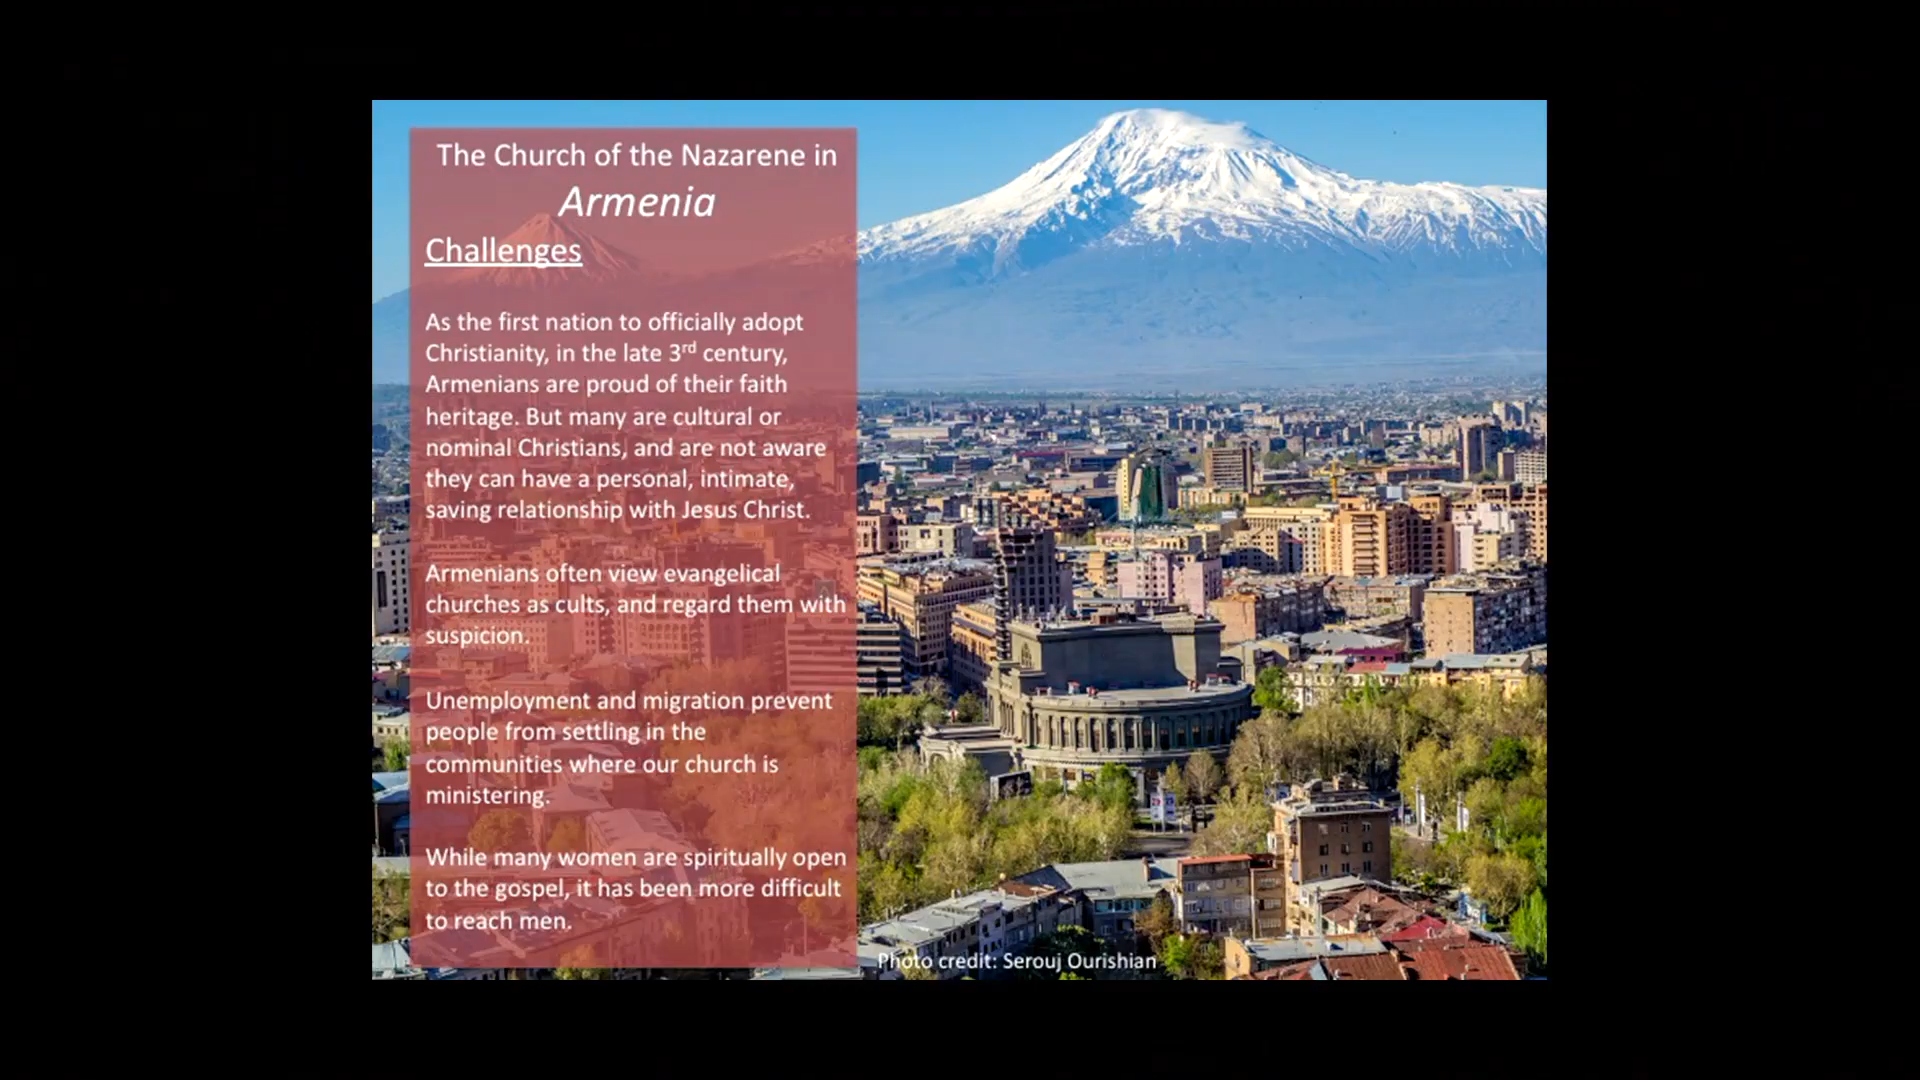 The Church of the Nazarene in
Armenia
Challenges
As the first nation to officially adopt
Christianity, in the late 3rd century,
Armenians are proud of their faith
heritage. But many are cultural or
nominal Christians, and are not aware
they can have a personal, intimate,
saving relationship with Jesus Christ.
Armenians often view evangelical
churches as cults, and regard them with
suspicion.
Unemployment and migration prevent
people from settling in the
communities where our church is
ministering.
While many women are spiritually open
to the gospel, it has been more difficult
to reach men.
Photo credit: Serouj Ourishian